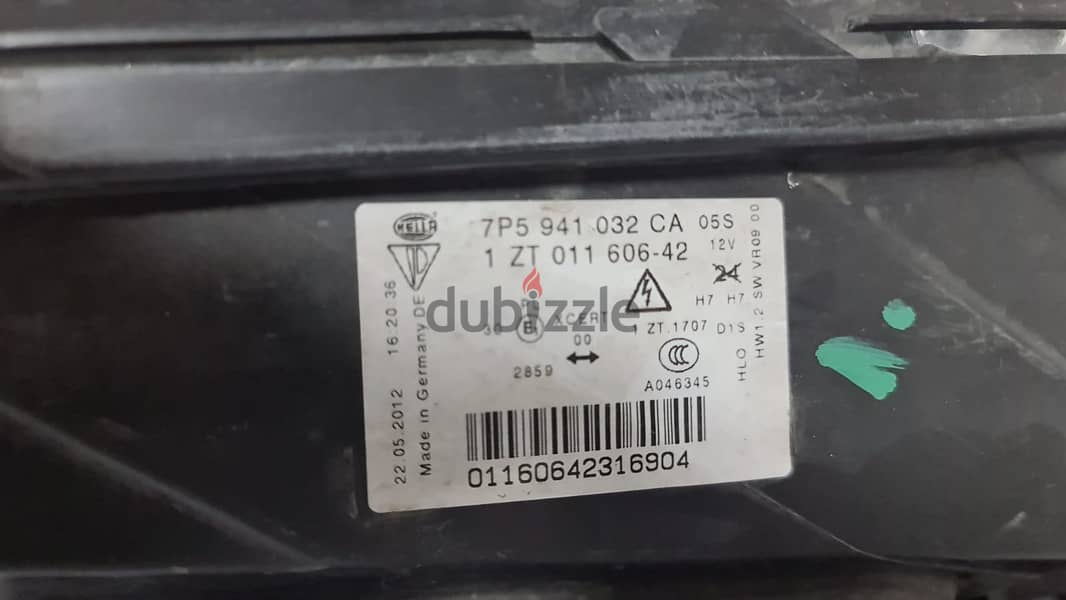 HELLA
7P5 941 032 CA 05S
1 ZT 011 606-42 12V
24
H7 H7
XCERT
1 ZT.1707 D1S
00
2859
CCC
A046345
HLO
HW1.2 SW VR09 00
22.05.2012 16:20 36
Made in Germany DE
01160642316904
dubizzle